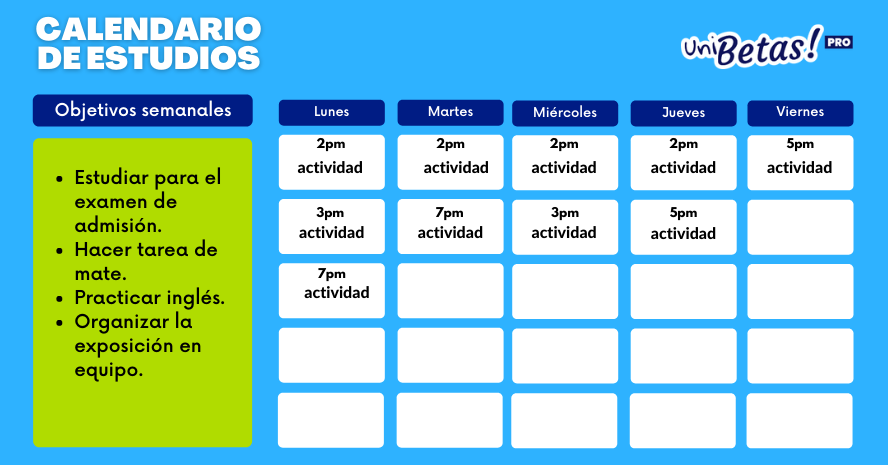 CALENDARIO
DE ESTUDIOS
UniBetas! PRO
Objetivos semanales
• Estudiar para el
examen de
admisión.
• Hacer tarea de
mate.
• Practicar inglés.
• Organizar la
exposición en
equipo.
Lunes Martes Miércoles Jueves Viernes
2pm 2pm 2pm 2pm 5pm
actividad actividad actividad actividad actividad
3pm 7pm 3pm 5pm
actividad actividad actividad actividad
7pm
actividad